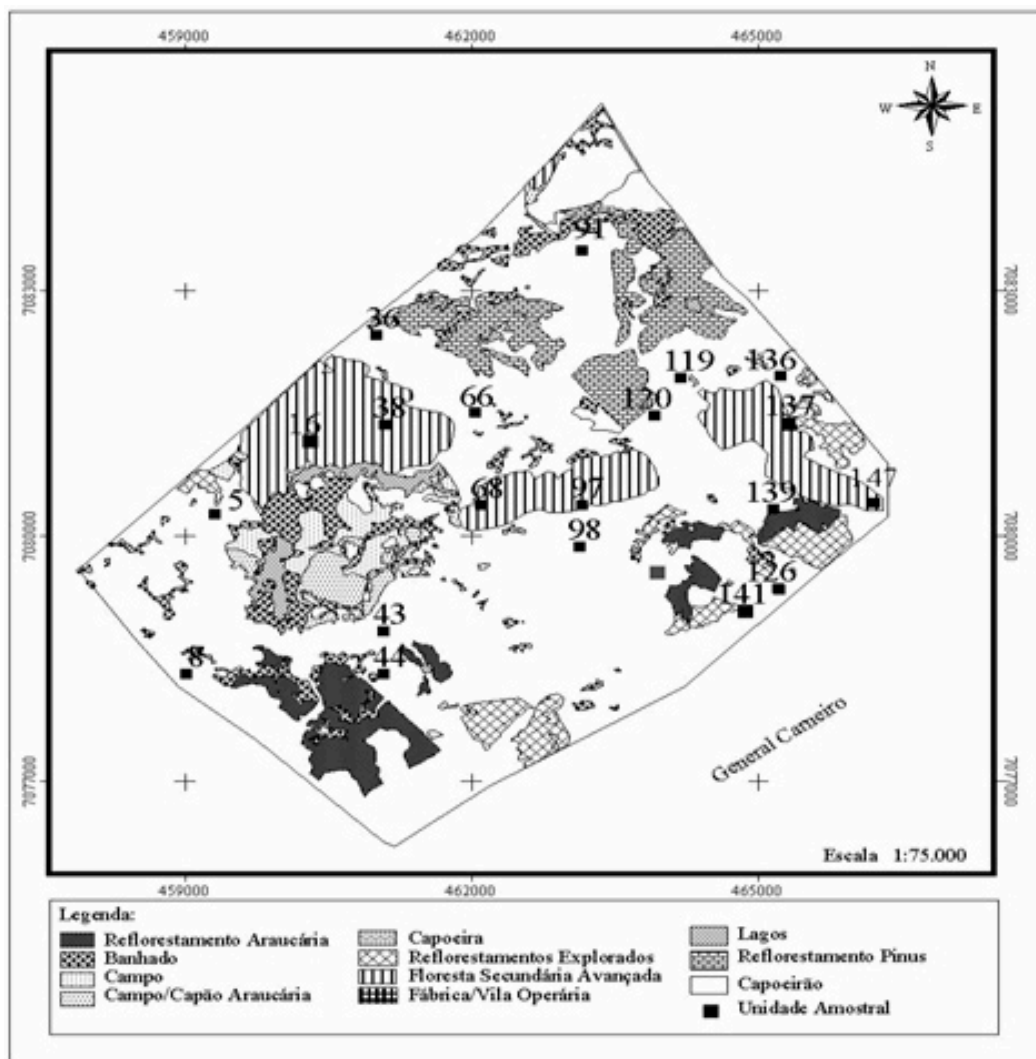 459000 462000 465000
N
W E
S
91
7083000 7083000
36
119 136
66 120 137
38
16
68 97 147
5 139
98
7080000 7080000
126
141
43
8 44
General Carneiro
7077000 7077000
Escala 1:75.000
459000 462000 465000
Legenda:
Reflorestamento Araucária
Banhado
Campo
Campo/Capão Araucária
Capoeira
Reflorestamentos Explorados
Floresta Secundária Avançada
Fábrica/Vila Operária
Lagos
Reflorestamento Pinus
Capoeirão
Unidade Amostral